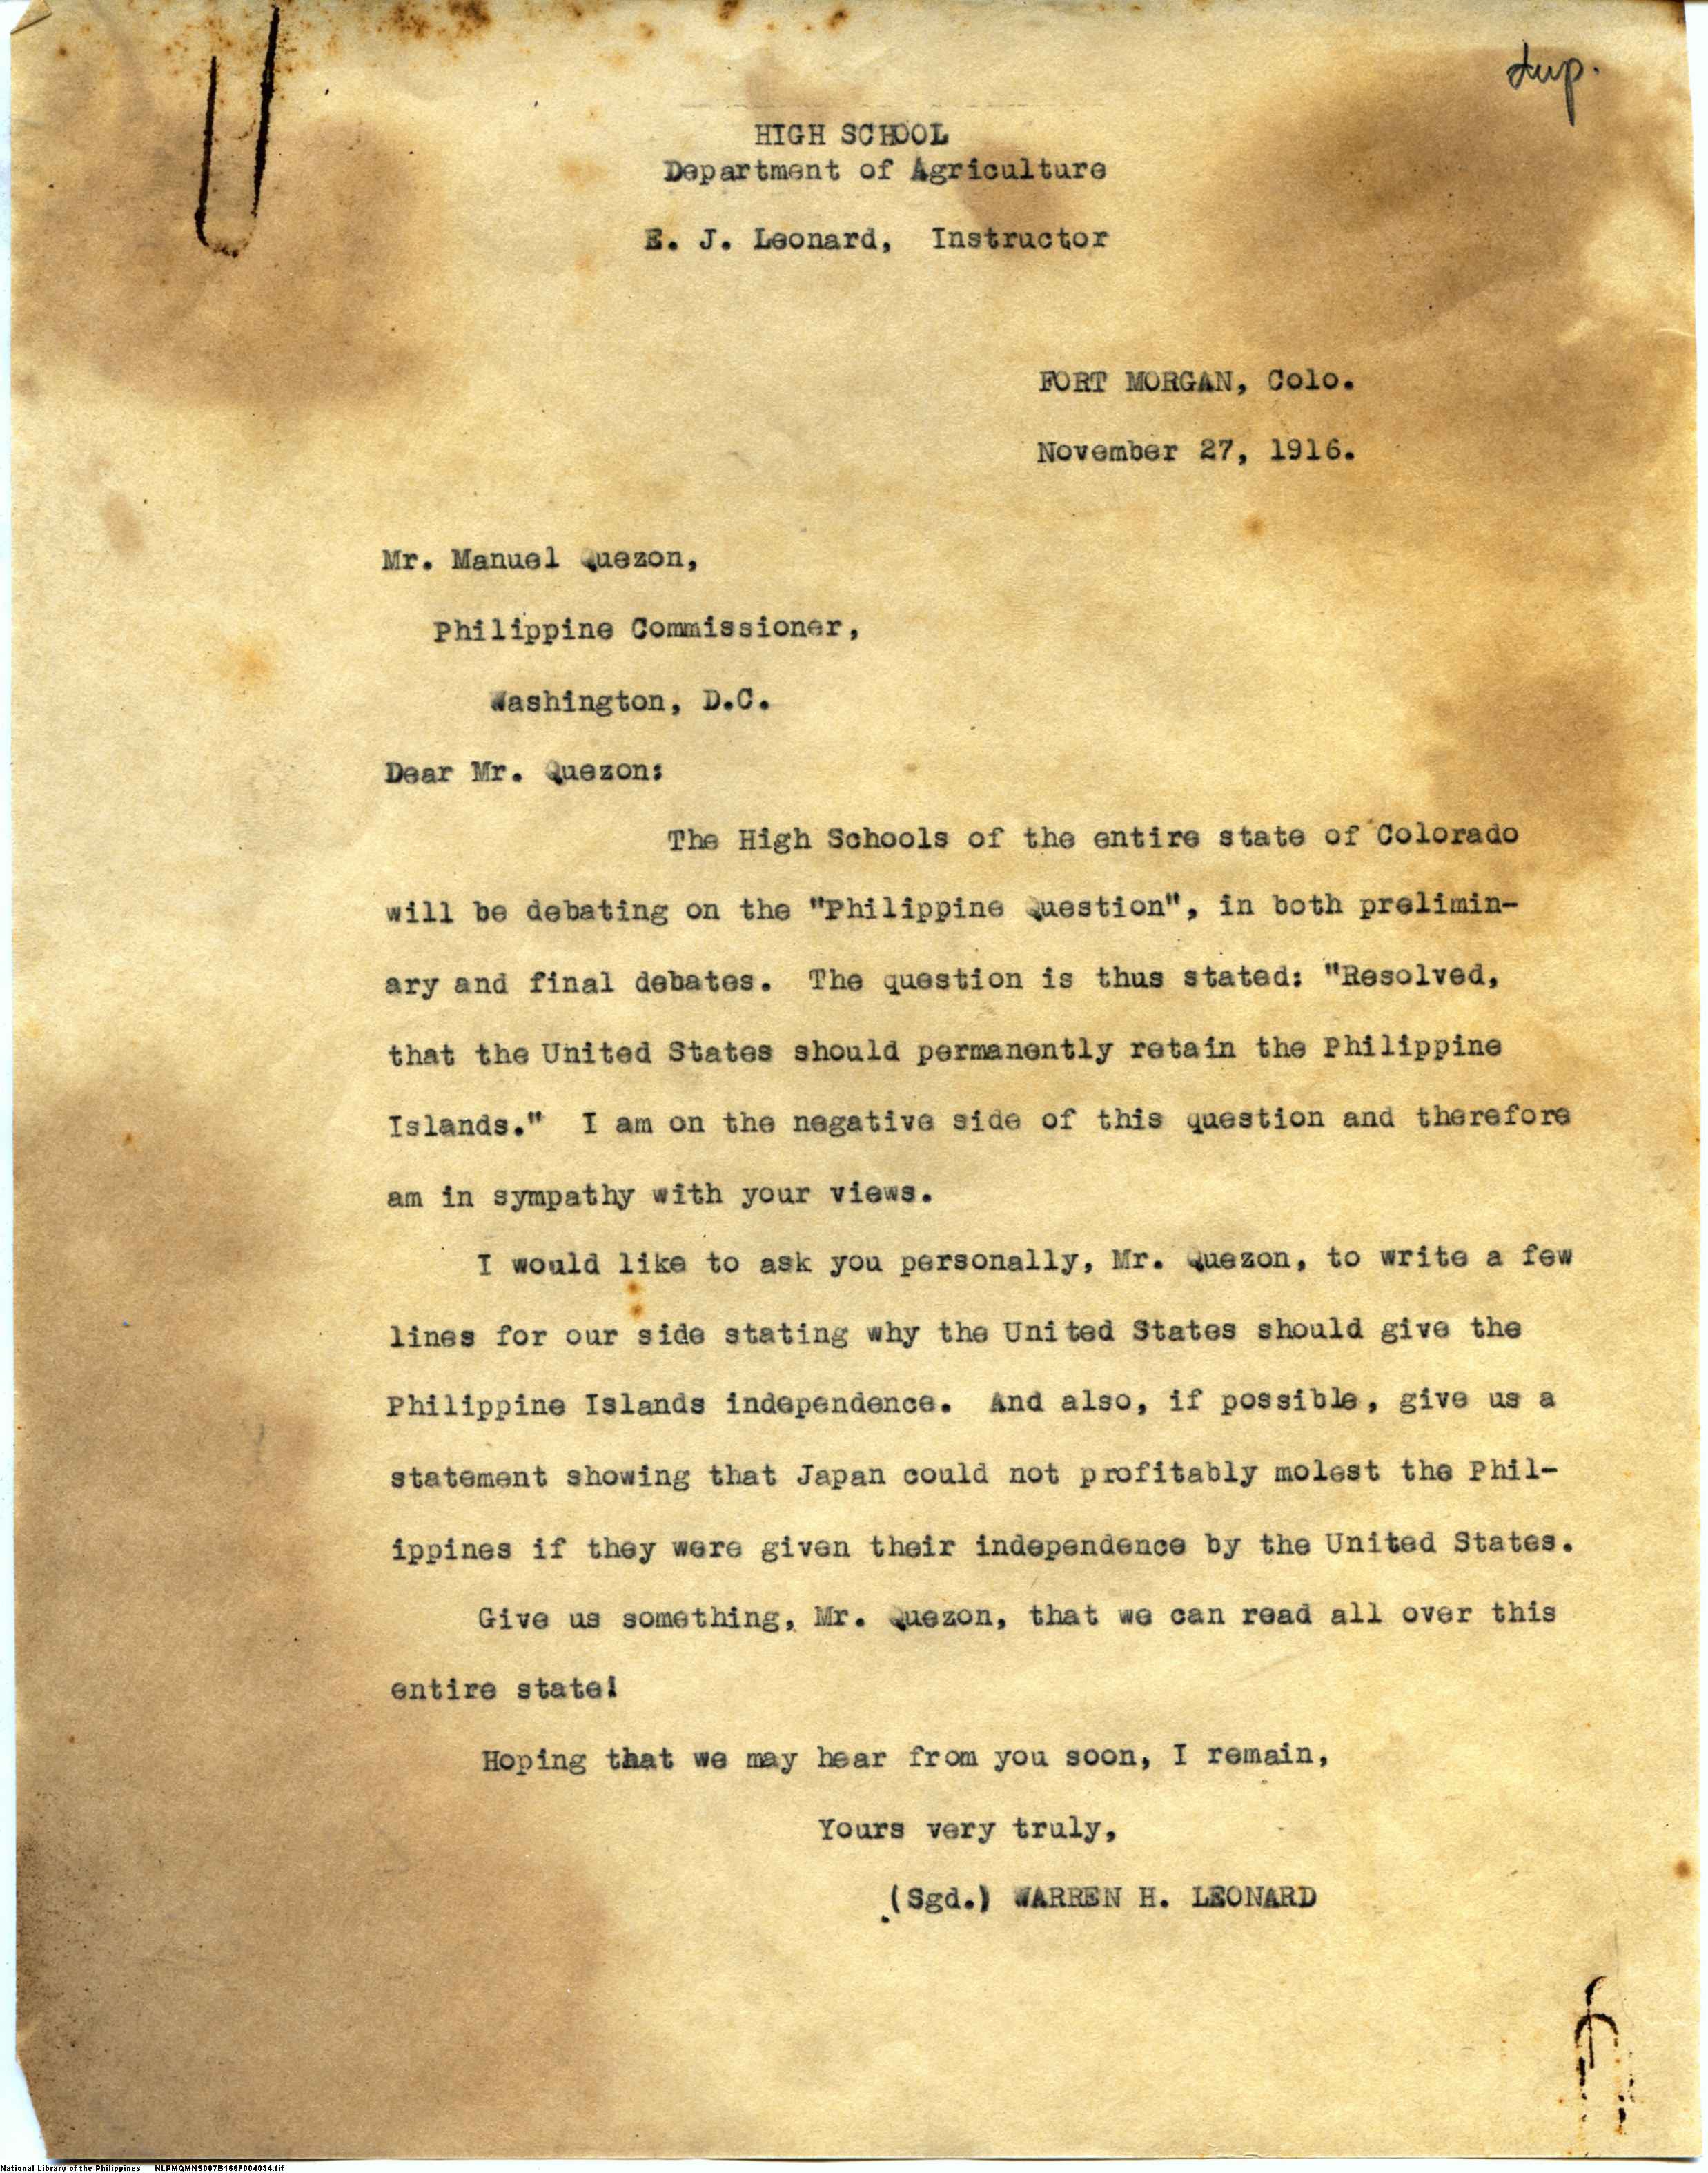 dup.
HIGH SCHOOL
Department of Agriculture
E. J. Leonard, Instructor
FORT MORGAN, Colo.
November 27, 1916.
Mr. Manuel Quezon,
Philippine Commissioner,
Washington, D.C.
Dear Mr. Quezon:
The High Schools of the entire state of Colorado
will be debating on the "Philippine Question", in both prelimin-
ary and final debates. The question is thus stated: "Resolved,
that the United States should permanently retain the Philippine
Islands." I am on the negative side of this question and therefore
am in sympathy with your views.
I would like to ask you personally, Mr. Quezon, to write a few
lines for our side stating why the United States should give the
Philippine Islands independence. And also, if possible, give us a
statement showing that Japan could not profitably molest the Phil-
ippines if they were given their independence by the United States.
Give us something, Mr. Quezon, that we can read all over this
entire state!
Hoping that we may hear from you soon, I remain,
Yours very truly,
(Sgd.) WARREN H. LEONARD
National Library of the Philippines NLPMQMNS007B166F004034.tif